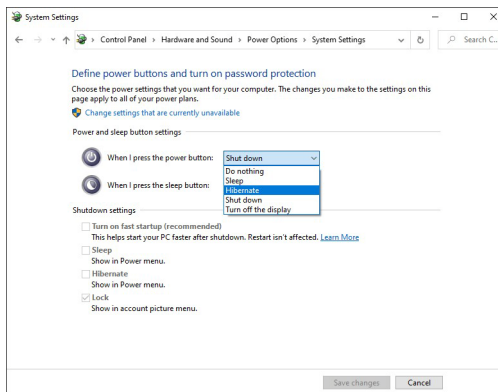 System Settings
Control Panel > Hardware and Sound > Power Options > System Settings
Search C...
Define power buttons and turn on password protection
Choose the power settings that you want for your computer. The changes you make to the settings on this
page apply to all of your power plans.
Change settings that are currently unavailable
Power and sleep button settings
When I press the power button: Shut down
Do nothing
Sleep
When I press the sleep button: Hibernate
Shut down
Turn off the display
Shutdown settings
Turn on fast startup (recommended)
This helps start your PC faster after shutdown. Restart isn't affected. Learn More
Sleep
Show in Power menu.
Hibernate
Show in Power menu.
Lock
Show in account picture menu.
Save changes Cancel